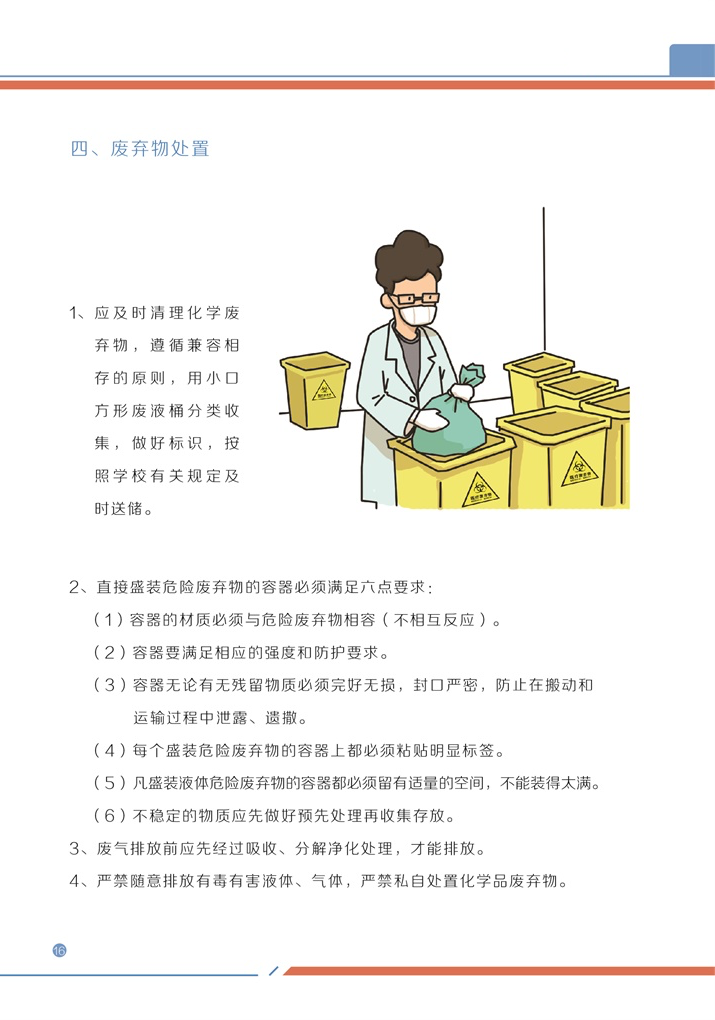 四、废弃物处置
1、应及时清理化学废
弃物，遵循兼容相
存的原则，用小口
方形废液桶分类收
集，做好标识，按
照学校有关规定及
时送储。
2、直接盛装危险废弃物的容器必须满足六点要求：
（1）容器的材质必须与危险废弃物相容（不相互反应）。
（2）容器要满足相应的强度和防护要求。
（3）容器无论有无残留物质必须完好无损，封口严密，防止在搬动和
运输过程中泄露、遗撒。
（4）每个盛装危险废弃物的容器上都必须粘贴明显标签。
（5）凡盛装液体危险废弃物的容器都必须留有适量的空间，不能装得太满。
（6）不稳定的物质应先做好预先处理再收集存放。
3、废气排放前应先经过吸收、分解净化处理，才能排放。
4、严禁随意排放有毒有害液体、气体，严禁私自处置化学品废弃物。
16